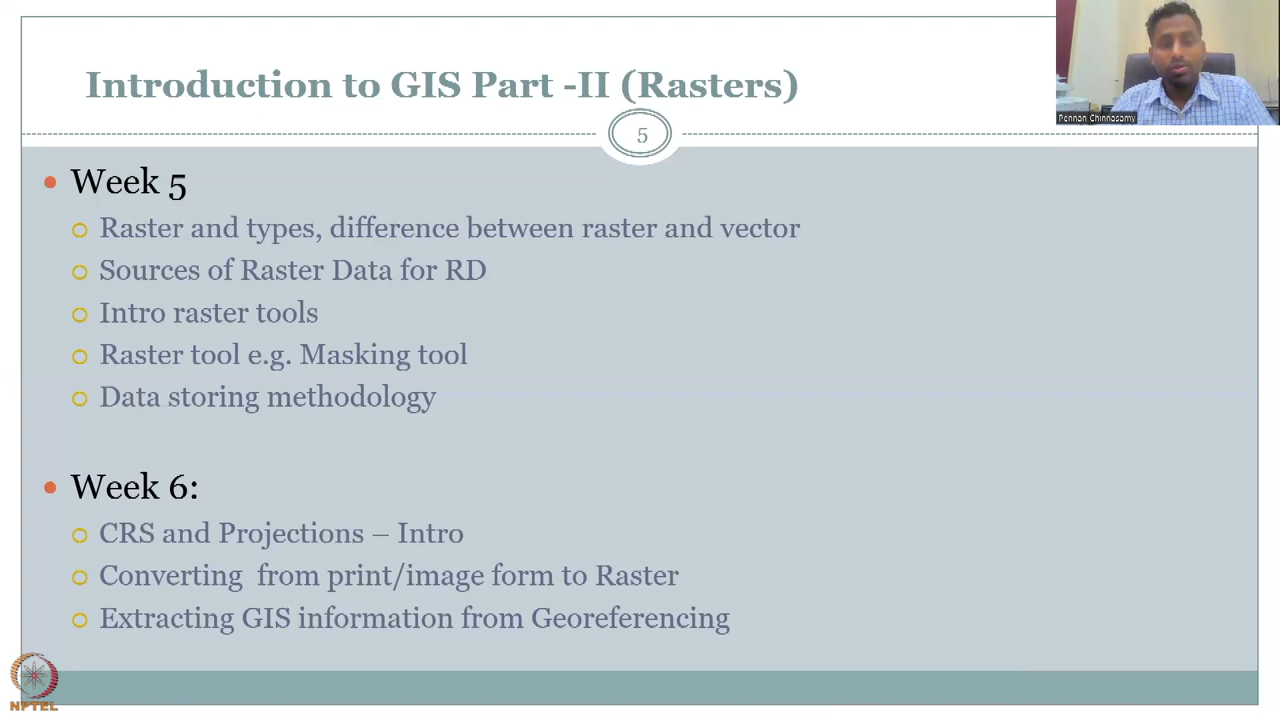 Introduction to GIS Part -II (Rasters)
Pennan Chinnasamy
5
Week 5
Raster and types, difference between raster and vector
Sources of Raster Data for RD
Intro raster tools
Raster tool e.g. Masking tool
Data storing methodology
Week 6:
CRS and Projections – Intro
Converting  from print/image form to Raster
Extracting GIS information from Georeferencing
NPTEL